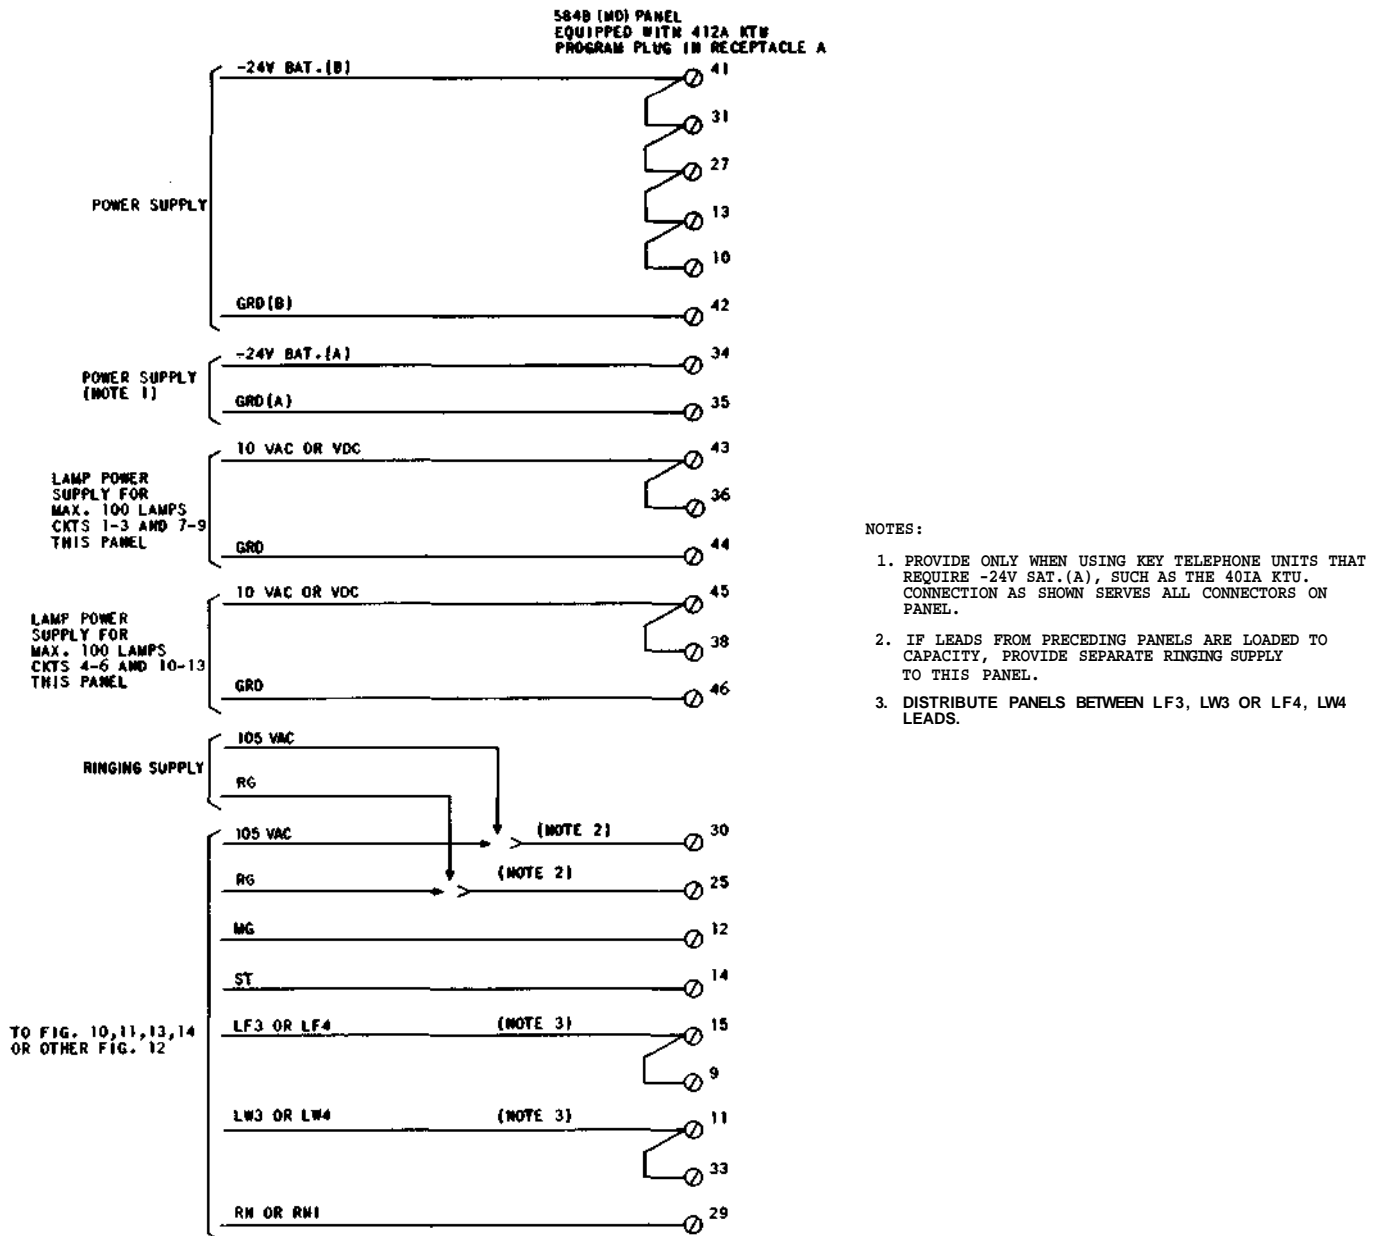 584B (MD) PANEL
EQUIPPED WITH 412A KTU
PROGRAM PLUG IN RECEPTACLE A
-24V BAT.(B)
41
31
27
POWER SUPPLY
13
10
GRD(B)
42
-24V BAT.(A)
34
POWER SUPPLY
(NOTE 1)
GRD(A)
35
10 VAC OR VDC
43
LAMP POWER
SUPPLY FOR
MAX. 100 LAMPS
CKTS 1-3 AND 7-9
THIS PANEL
36
GRD
44
10 VAC OR VDC
45
LAMP POWER
SUPPLY FOR
MAX. 100 LAMPS
CKTS 4-6 AND 10-13
THIS PANEL
38
GRD
46
105 VAC
RINGING SUPPLY
RG
105 VAC
(NOTE 2)
30
RG
(NOTE 2)
25
MG
12
ST
14
TO FIG. 10,11,13,14
OR OTHER FIG. 12
LF3 OR LF4
(NOTE 3)
15
9
LW3 OR LW4
(NOTE 3)
11
33
RM OR RM1
29
NOTES:
1. PROVIDE ONLY WHEN USING KEY TELEPHONE UNITS THAT
REQUIRE -24V SAT.(A), SUCH AS THE 40IA KTU.
CONNECTION AS SHOWN SERVES ALL CONNECTORS ON
PANEL.
2. IF LEADS FROM PRECEDING PANELS ARE LOADED TO
CAPACITY, PROVIDE SEPARATE RINGING SUPPLY
TO THIS PANEL.
3. DISTRIBUTE PANELS BETWEEN LF3, LW3 OR LF4, LW4
LEADS.